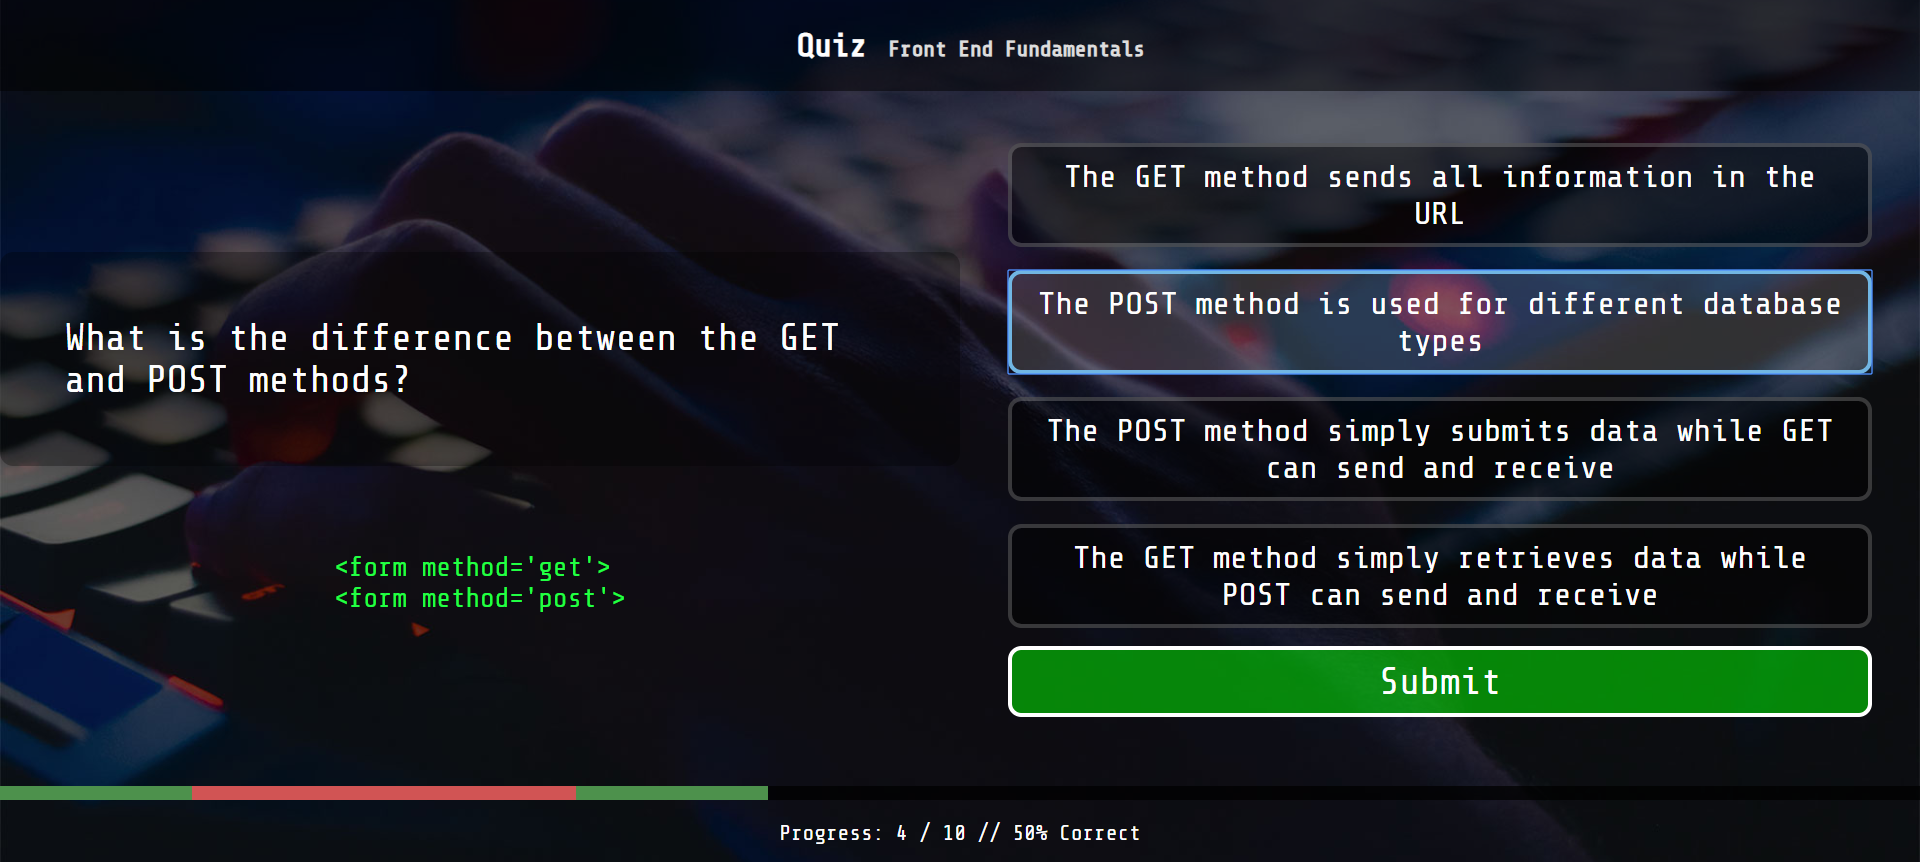 Quiz Front End Fundamentals
What is the difference between the GET
and POST methods?
<form method='get'>
<form method='post'>
The GET method sends all information in the
URL
The POST method is used for different database
types
The POST method simply submits data while GET
can send and receive
The GET method simply retrieves data while
POST can send and receive
Submit
Progress: 4 / 10 // 50% Correct